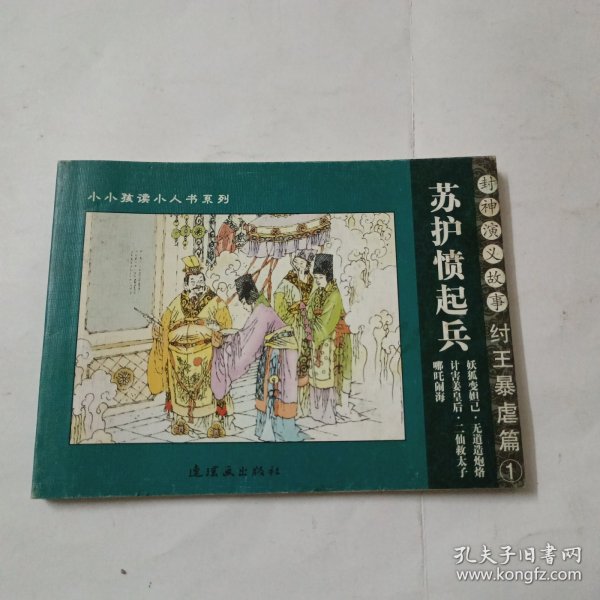 小小孩读小人书系列
连环画出版社
苏护愤起兵
妖狐变妲己·无道造炮烙
计害姜皇后·二仙救太子
哪吒闹海
封神演义故事
纣王暴虐篇①
孔夫子旧书网
www.kongfz.com